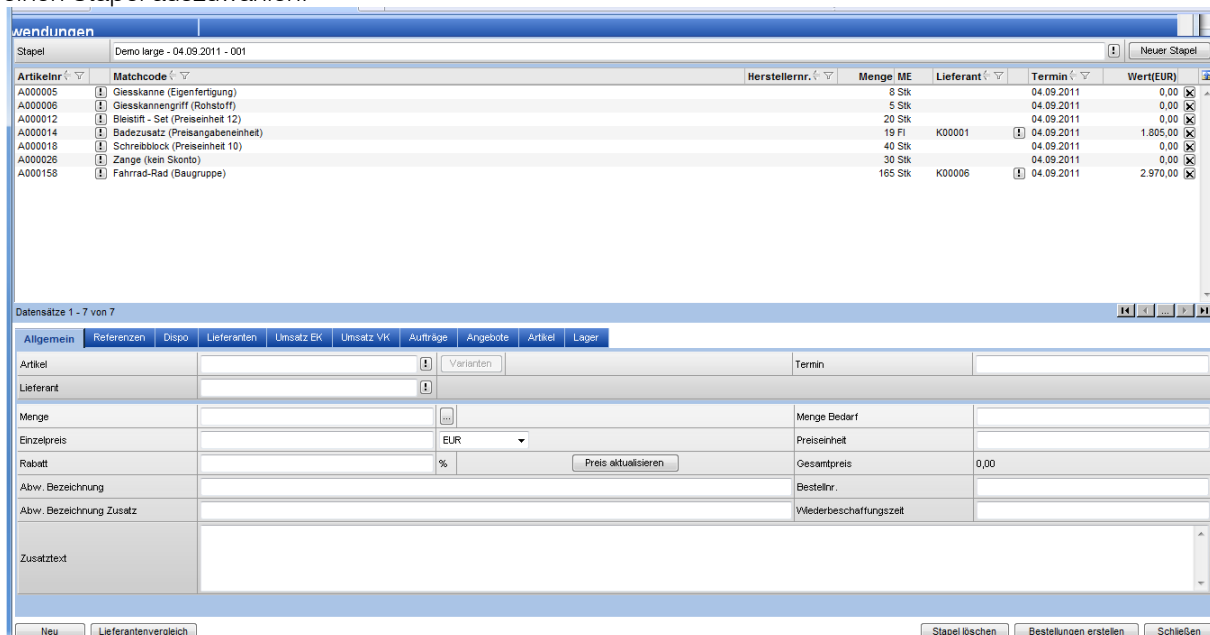 einen Stapel auszuwählen.
wendungen
Stapel Demo large - 04.09.2011 - 001 ! Neuer Stapel
Artikelnr Matchcode Herstellernr. Menge ME Lieferant Termin Wert(EUR)
A000005 ! Giesskanne (Eigenfertigung) 8 Stk 04.09.2011 0,00
A000006 ! Giesskannengriff (Rohstoff) 5 Stk 04.09.2011 0,00
A000012 ! Bleistift - Set (Preiseinheit 12) 20 Stk 04.09.2011 0,00
A000014 ! Badezusatz (Preisangabeneinheit) 19 Fl K00001 ! 04.09.2011 1.805,00
A000018 ! Schreibblock (Preiseinheit 10) 40 Stk 04.09.2011 0,00
A000026 ! Zange (kein Skonto) 30 Stk 04.09.2011 0,00
A000158 ! Fahrrad-Rad (Baugruppe) 165 Stk K00006 ! 04.09.2011 2.970,00
Datensätze 1 - 7 von 7 ...
Allgemein Referenzen Dispo Lieferanten Umsatz EK Umsatz VK Aufträge Angebote Artikel Lager
Artikel ! Varianten Termin
Lieferant !
Menge ... Menge Bedarf
Einzelpreis EUR Preiseinheit
Rabatt % Preis aktualisieren Gesamtpreis 0,00
Abw. Bezeichnung Bestellnr.
Abw. Bezeichnung Zusatz Wiederbeschaffungszeit
Zusatztext
Neu Lieferantenvergleich Stapel löschen Bestellungen erstellen Schließen